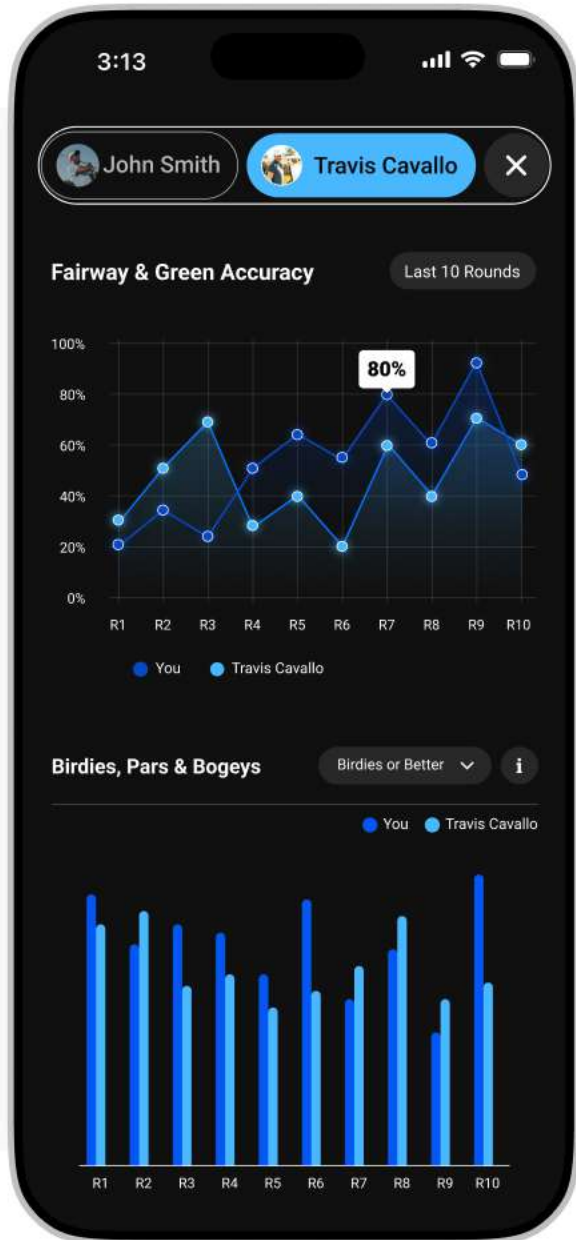 3:13
John Smith
Travis Cavallo
Fairway & Green Accuracy
Last 10 Rounds
100%
80%
80%
60%
40%
20%
0%
R1 R2 R3 R4 R5 R6 R7 R8 R9 R10
You Travis Cavallo
Birdies, Pars & Bogeys
Birdies or Better
i
You Travis Cavallo
R1 R2 R3 R4 R5 R6 R7 R8 R9 R10